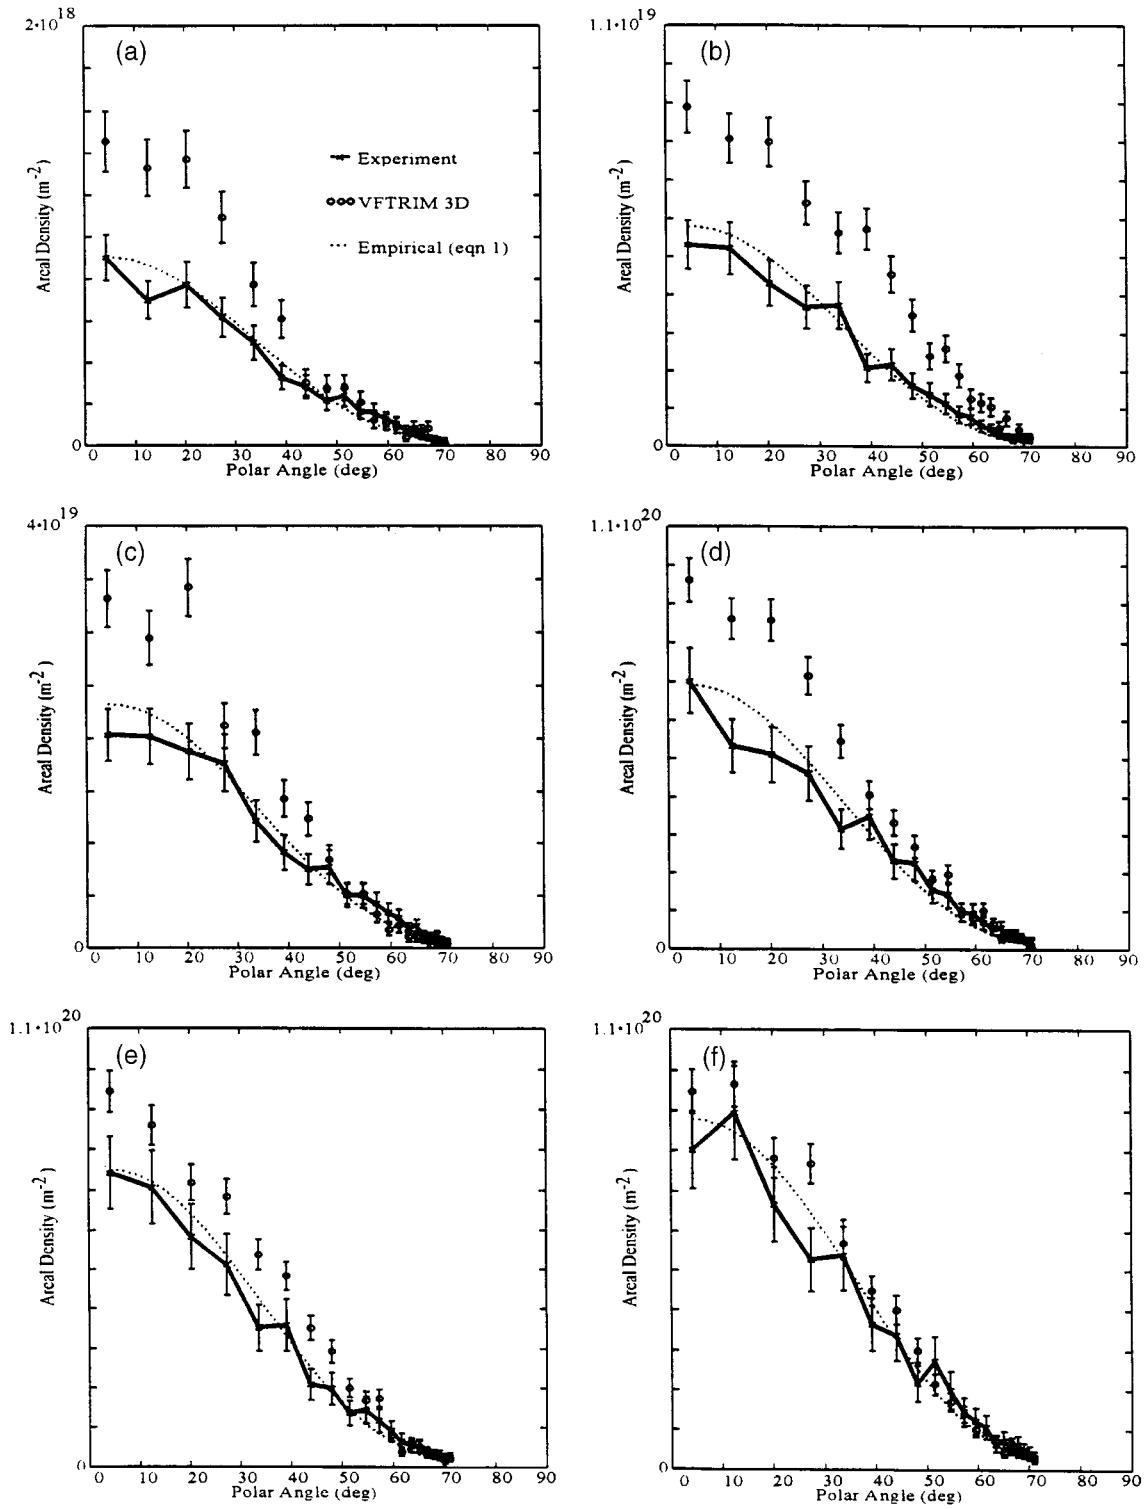 2•10^18
(a)
Experiment
VFTRIM 3D
Empirical (eqn 1)
Areal Density (m^-2)
0
0 10 20 30 40 50 60 70 80 90
Polar Angle (deg)
1.1•10^19
(b)
Areal Density (m^-2)
0
0 10 20 30 40 50 60 70 80 90
Polar Angle (deg)
4•10^19
(c)
Areal Density (m^-2)
0
0 10 20 30 40 50 60 70 80 90
Polar Angle (deg)
1.1•10^20
(d)
Areal Density (m^-2)
0
0 10 20 30 40 50 60 70 80 90
Polar Angle (deg)
1.1•10^20
(e)
Areal Density (m^-2)
0
0 10 20 30 40 50 60 70 80 90
Polar Angle (deg)
1.1•10^20
(f)
Areal Density (m^-2)
0
0 10 20 30 40 50 60 70 80 90
Polar Angle (deg)